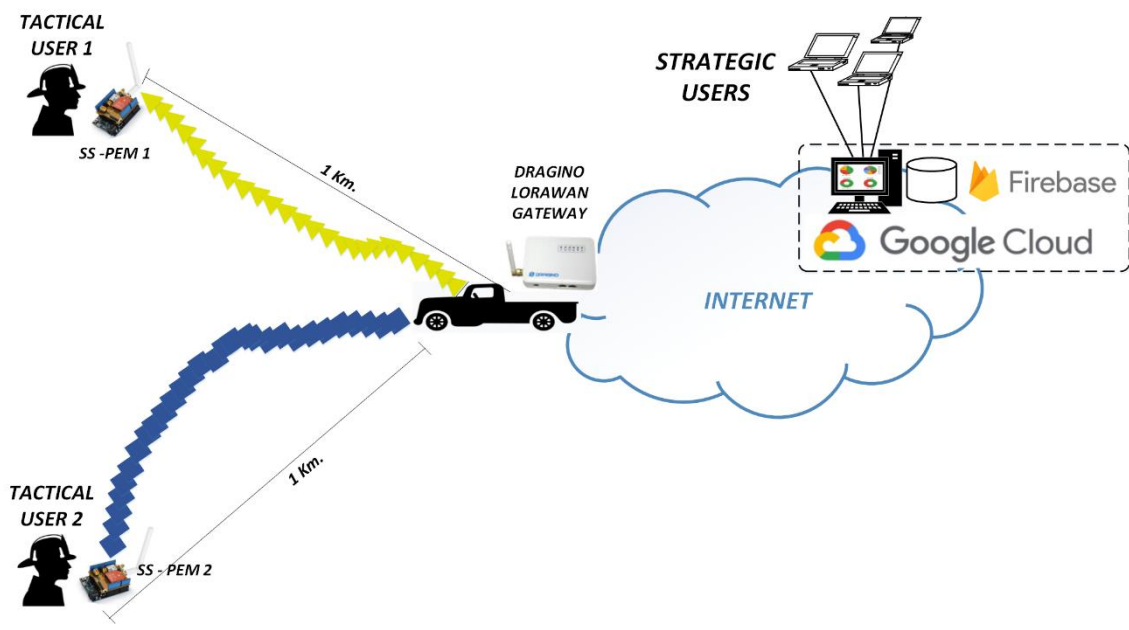 TACTICAL
USER 1
SS -PEM 1
1 Km.
DRAGINO
LORAWAN
GATEWAY
STRATEGIC
USERS
Firebase
Google Cloud
INTERNET
1 Km.
TACTICAL
USER 2
SS - PEM 2